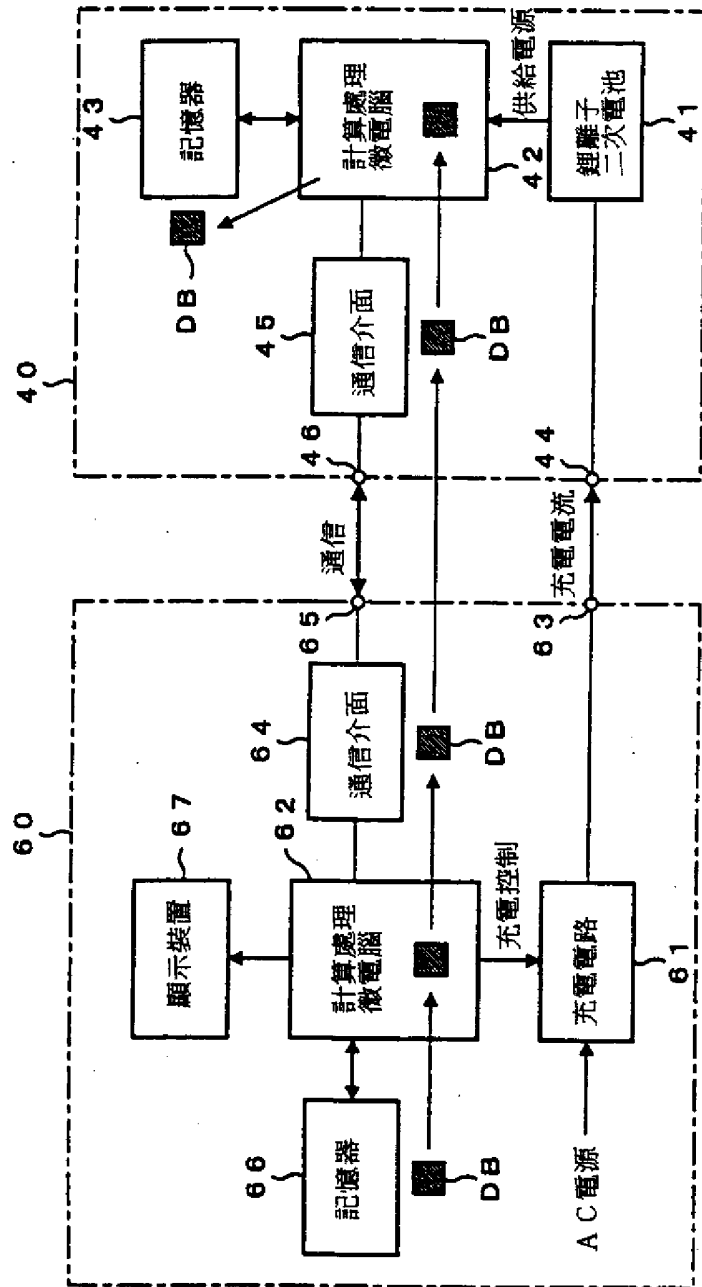 60
66
記憶器
DB
67
顯示裝置
62
計算處理
微電腦
充電控制
61
充電電路
AC電源
64
通信介面
DB
65
63
通信
充電電流
40
46
44
45
通信介面
DB
DB
43
記憶器
計算處理
微電腦
42
供給電源
鋰離子
二次電池
41